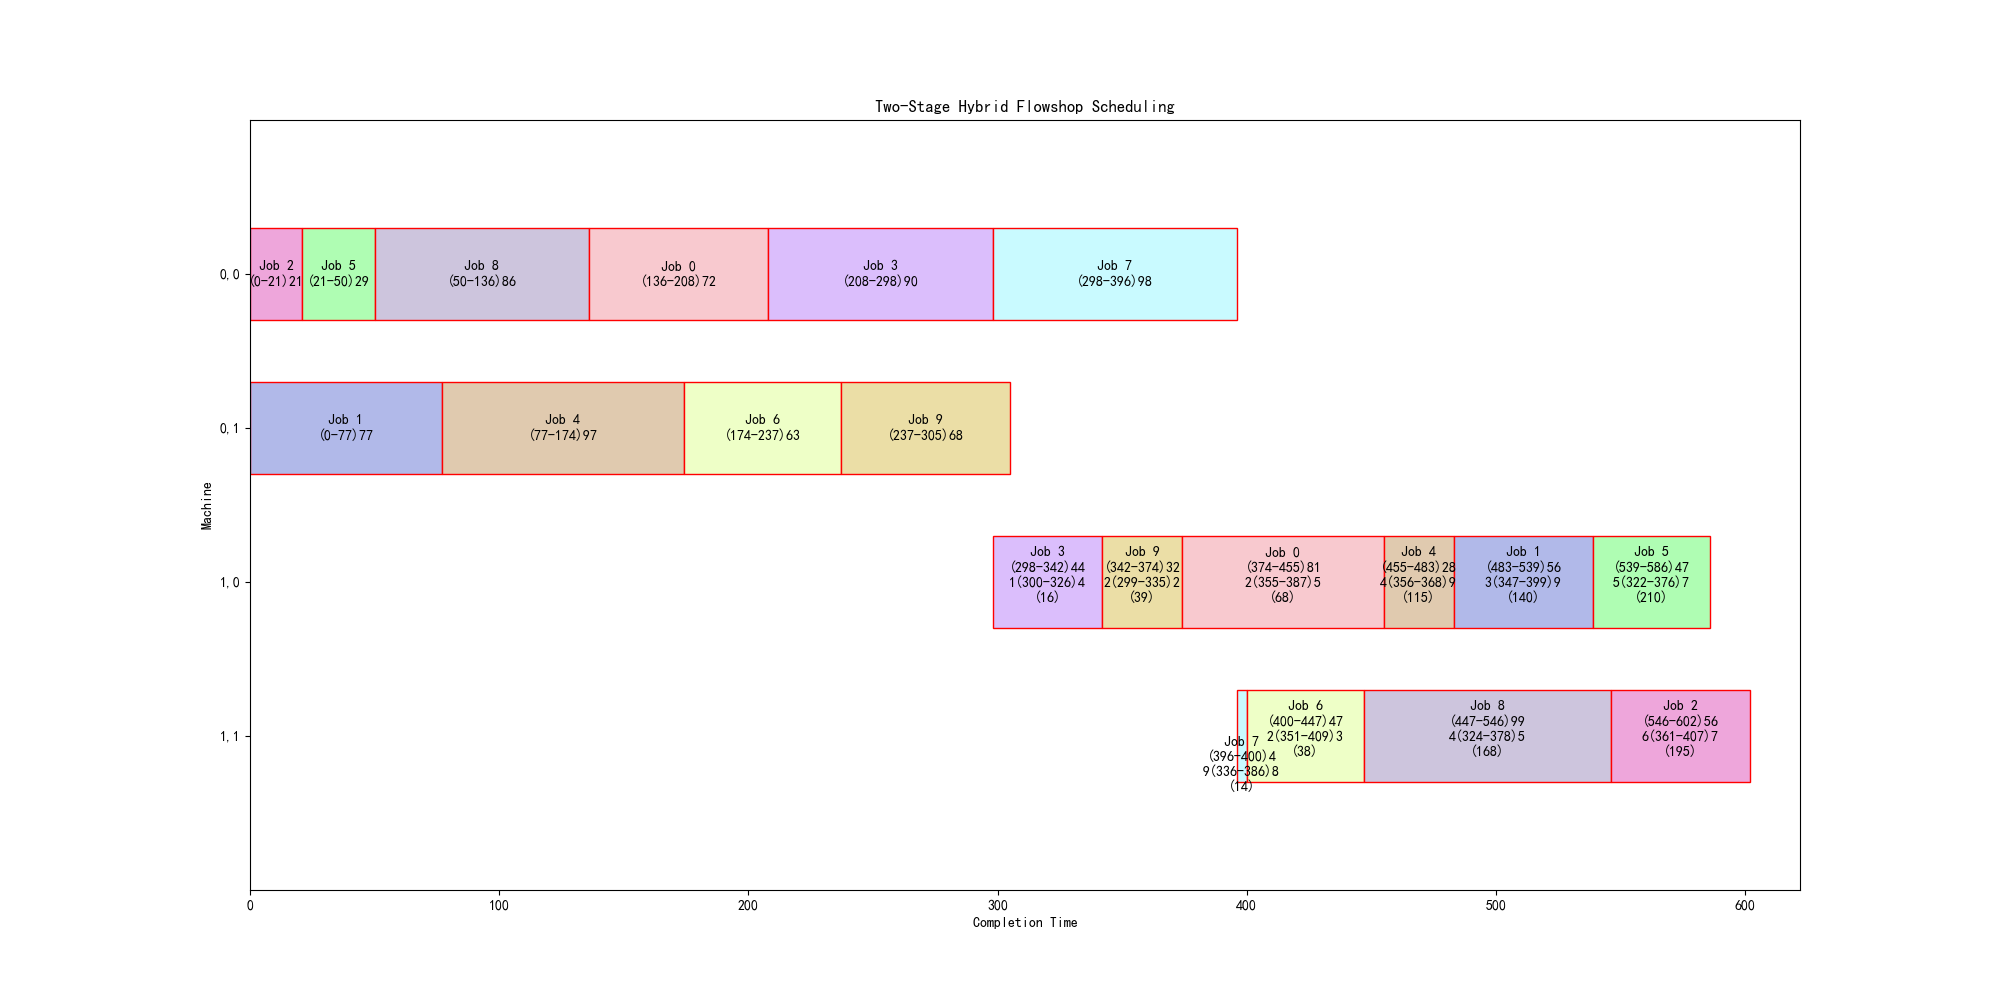 Two-Stage Hybrid Flowshop Scheduling
Machine
0,0
Job 2
(0-21)21
Job 5
(21-50)29
Job 8
(50-136)86
Job 0
(136-208)72
Job 3
(208-298)90
Job 7
(298-396)98
0,1
Job 1
(0-77)77
Job 4
(77-174)97
Job 6
(174-237)63
Job 9
(237-305)68
1,0
Job 3
(298-342)44
1(300-326)4
(16)
Job 9
(342-374)32
2(299-335)2
(39)
Job 0
(374-455)81
2(355-387)5
(68)
Job 4
(455-483)28
4(356-368)9
(115)
Job 1
(483-539)56
3(347-399)9
(140)
Job 5
(539-586)47
5(322-376)7
(210)
1,1
Job 7
(396-400)4
9(336-386)8
(14)
Job 6
(400-447)47
2(351-409)3
(38)
Job 8
(447-546)99
4(324-378)5
(168)
Job 2
(546-602)56
6(361-407)7
(195)
0 100 200 300 400 500 600
Completion Time